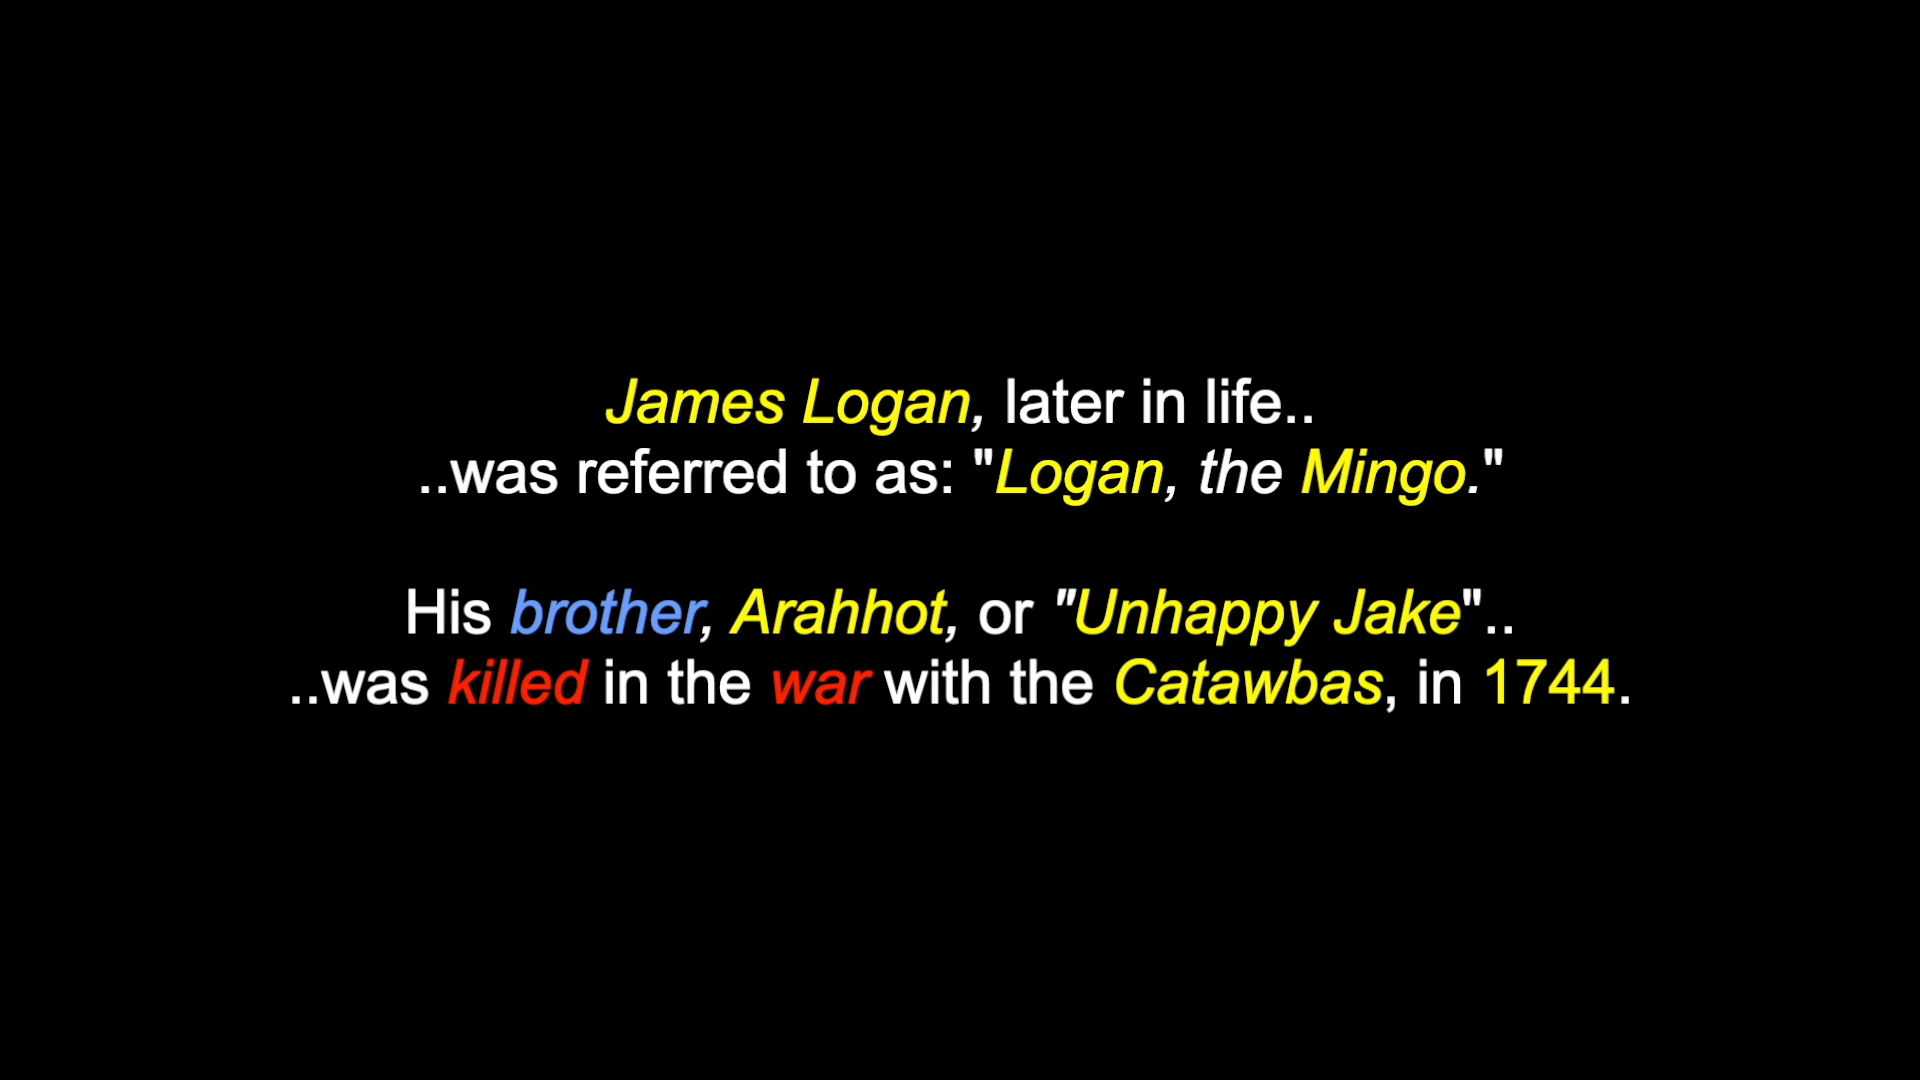 James Logan, later in life..
..was referred to as: "Logan, the Mingo."
His brother, Arahhot, or "Unhappy Jake"..
..was killed in the war with the Catawbas, in 1744.